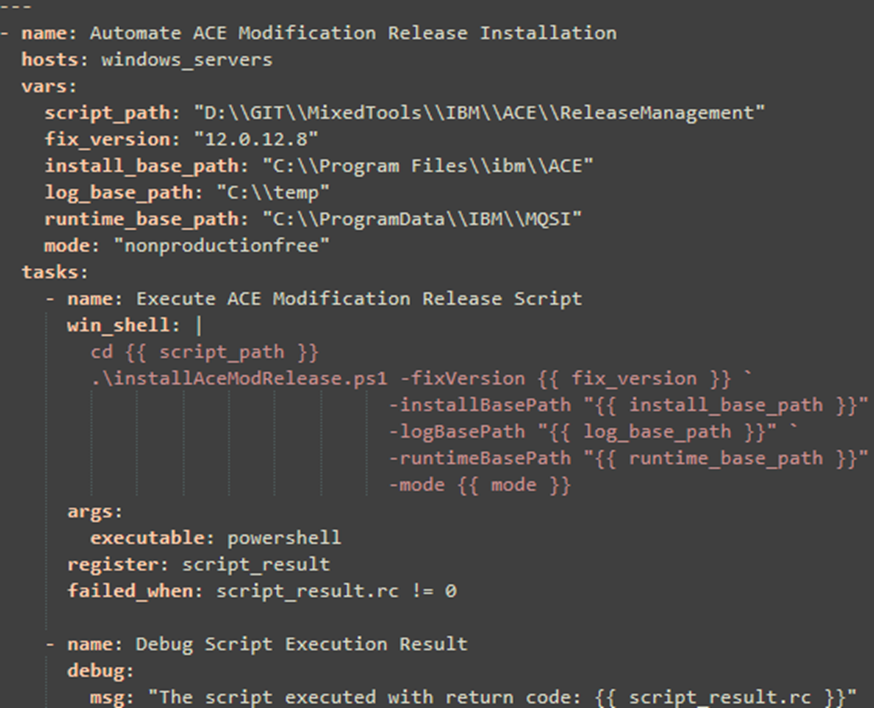 ---
- name: Automate ACE Modification Release Installation
  hosts: windows_servers
  vars:
    script_path: "D:\\GIT\\MixedTools\\IBM\\ACE\\ReleaseManagement"
    fix_version: "12.0.12.8"
    install_base_path: "C:\\Program Files\\ibm\\ACE"
    log_base_path: "C:\\temp"
    runtime_base_path: "C:\\ProgramData\\IBM\\MQSI"
    mode: "nonproductionfree"
  tasks:
    - name: Execute ACE Modification Release Script
      win_shell: |
        cd {{ script_path }}
        .\installAceModRelease.ps1 -fixVersion {{ fix_version }} `
                                  -installBasePath "{{ install_base_path }}"
                                  -logBasePath "{{ log_base_path }}" `
                                  -runtimeBasePath "{{ runtime_base_path }}"
                                  -mode {{ mode }}
      args:
        executable: powershell
      register: script_result
      failed_when: script_result.rc != 0

    - name: Debug Script Execution Result
      debug:
        msg: "The script executed with return code: {{ script_result.rc }}"